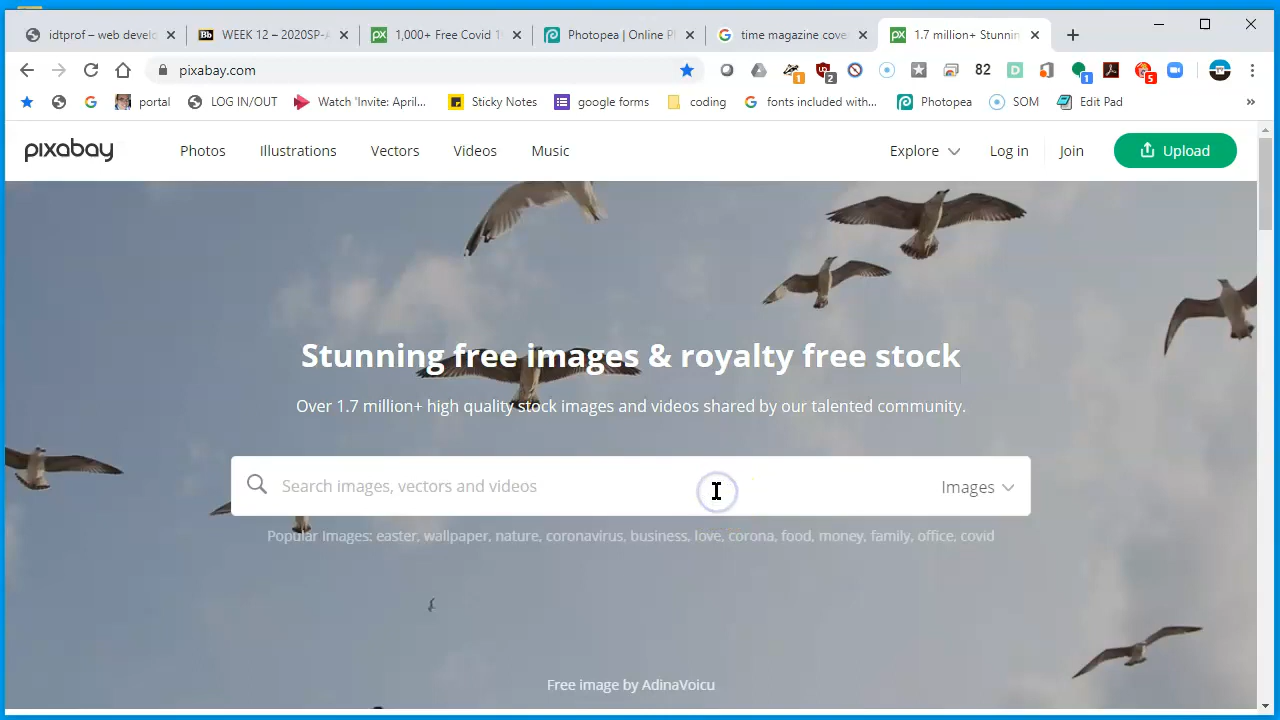 idtprof – web develo
WEEK 12 – 2020SP-A
1,000+ Free Covid 1
Photopea | Online P
time magazine cove
1.7 million+ Stunnin
pixabay.com
82
1
2
1
5
portal
LOG IN/OUT
Watch 'Invite: April...
Sticky Notes
google forms
coding
fonts included with...
Photopea
SOM
Edit Pad
»
pixabay
Photos
Illustrations
Vectors
Videos
Music
Explore
Log in
Join
Upload
Stunning free images & royalty free stock
Over 1.7 million+ high quality stock images and videos shared by our talented community.
Search images, vectors and videos
Images
Popular Images: easter, wallpaper, nature, coronavirus, business, love, corona, food, money, family, office, covid
Free image by AdinaVoicu